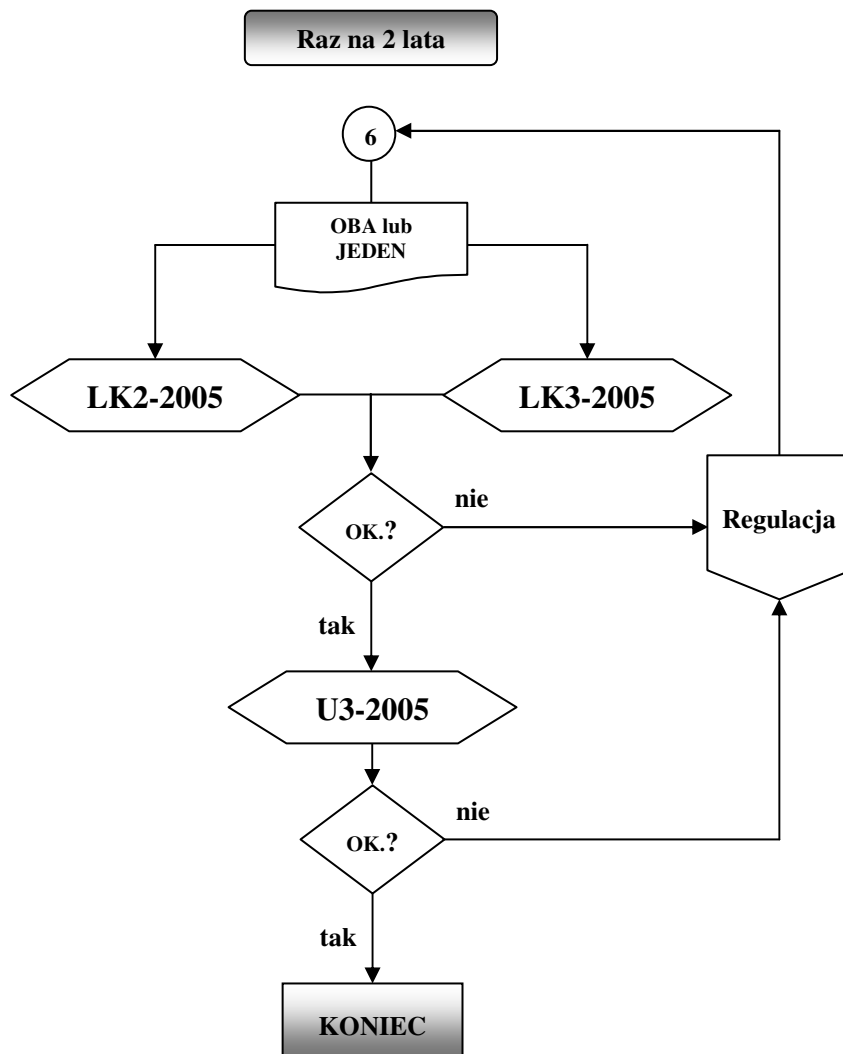 Raz na 2 lata
6
OBA lub
JEDEN
LK2-2005
LK3-2005
OK.?
nie
Regulacja
tak
U3-2005
OK.?
nie
tak
KONIEC